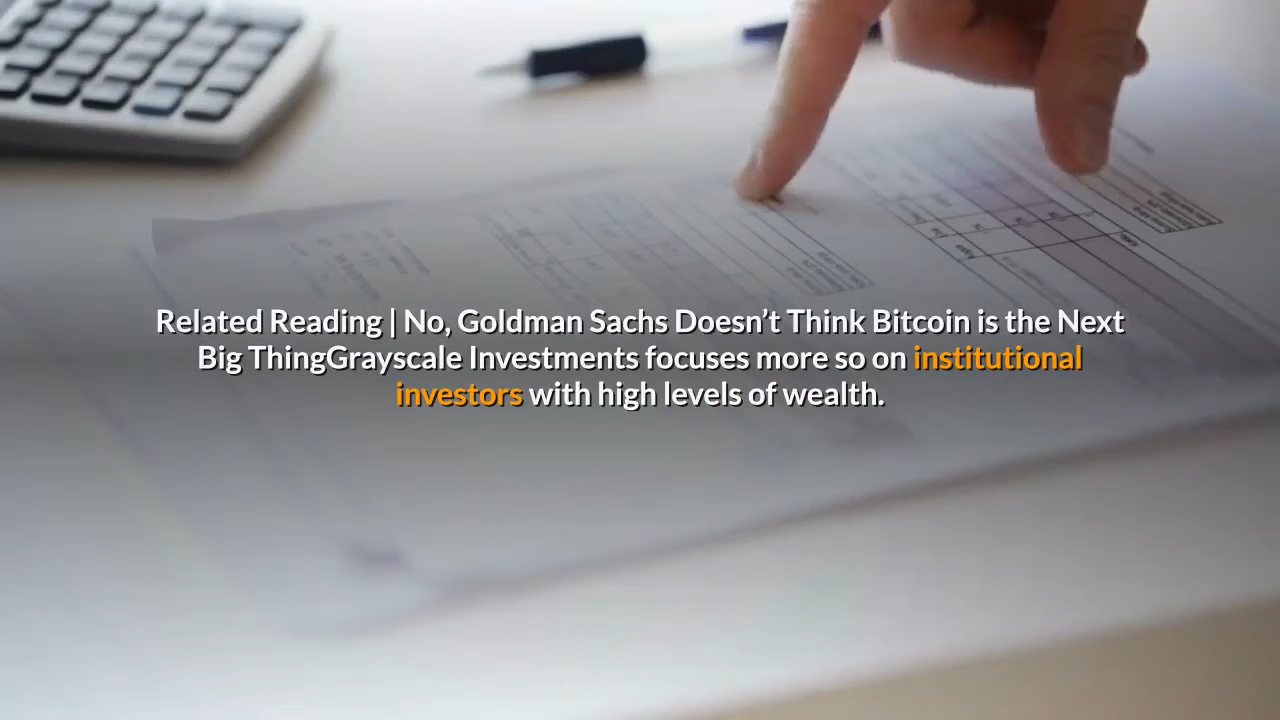 Related Reading | No, Goldman Sachs Doesn’t Think Bitcoin is the Next
Big ThingGrayscale Investments focuses more so on institutional
investors with high levels of wealth.